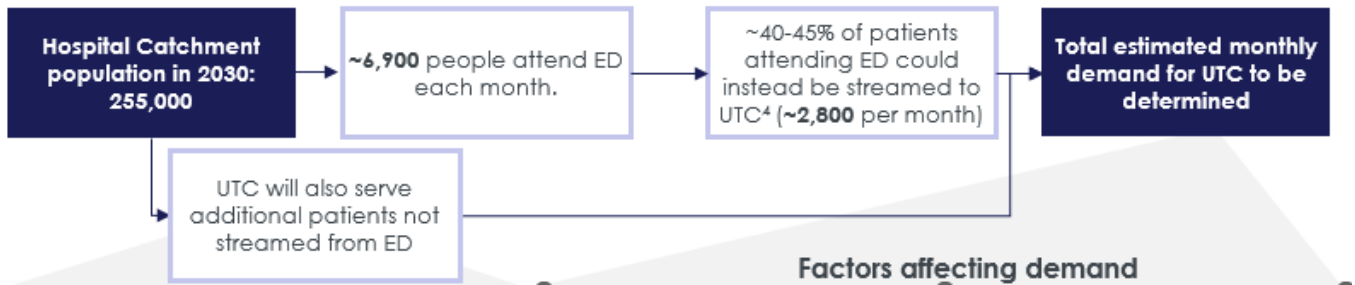 Hospital Catchment
population in 2030:
255,000
~6,900 people attend ED
each month.
~40-45% of patients
attending ED could
instead be streamed to
UTC⁴ (~2,800 per month)
Total estimated monthly
demand for UTC to be
determined
UTC will also serve
additional patients not
streamed from ED
Factors affecting demand